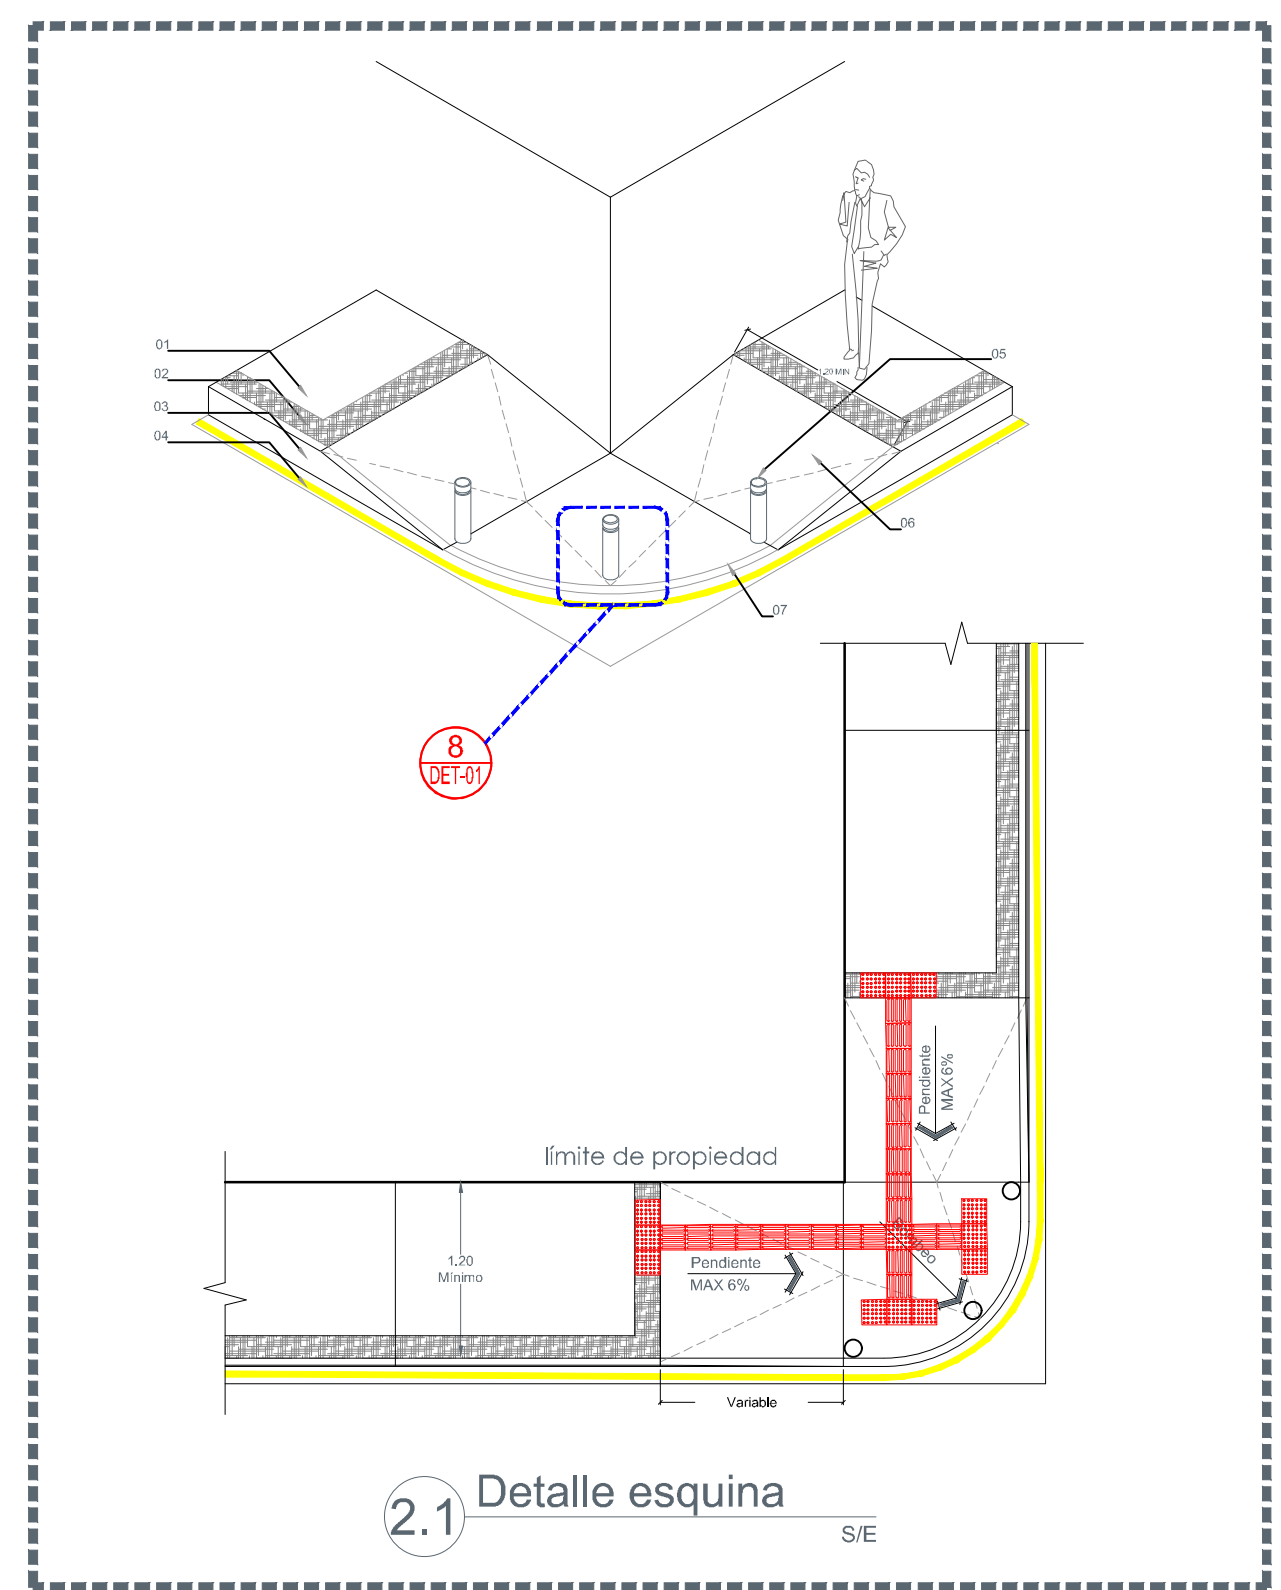 01
02
03
04
1.20 MIN
05
06
07
8
DET-01
Pendiente
MAX 6%
límite de propiedad
1.20
Mínimo
Pendiente
MAX 6%
Variable
2.1 Detalle esquina
S/E